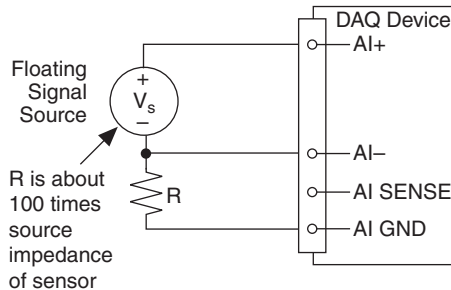 DAQ Device
AI+
Floating
Signal
Source
+
Vs
−
AI−
R is about
100 times
source
impedance
of sensor
R
AI SENSE
AI GND